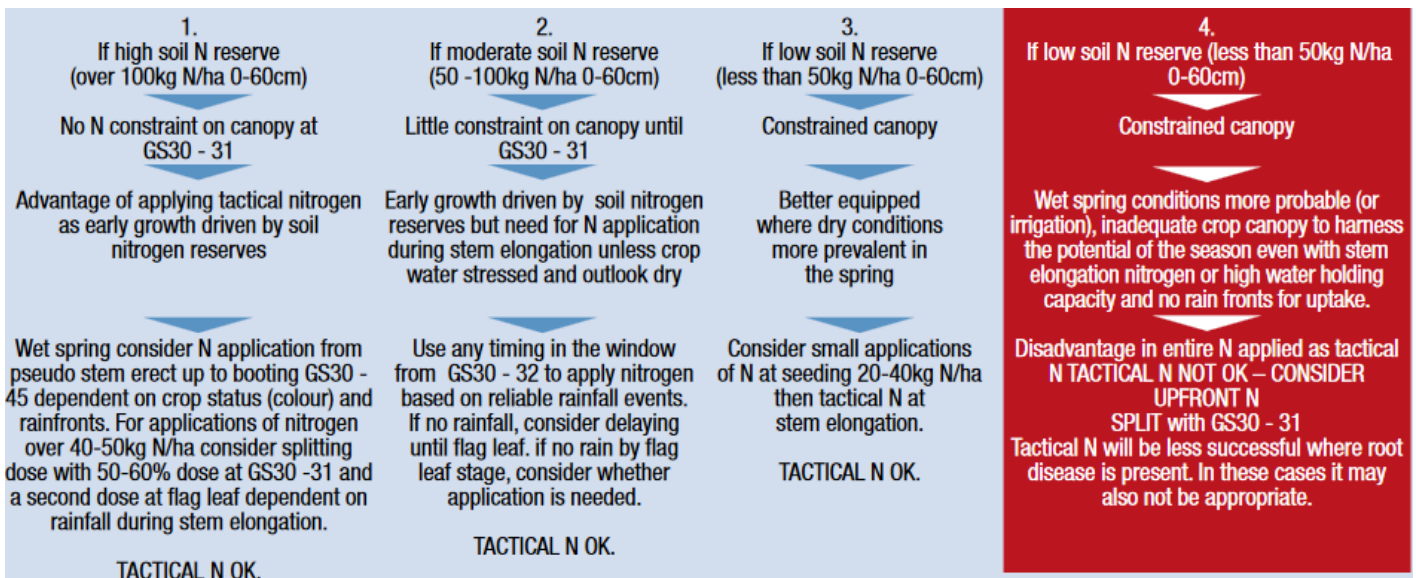 1.
If high soil N reserve
(over 100kg N/ha 0-60cm)
No N constraint on canopy at
GS30 - 31
Advantage of applying tactical nitrogen
as early growth driven by soil
nitrogen reserves
Wet spring consider N application from
pseudo stem erect up to booting GS30 -
45 dependent on crop status (colour) and
rainfronts. For applications of nitrogen
over 40-50kg N/ha consider splitting
dose with 50-60% dose at GS30 -31 and
a second dose at flag leaf dependent on
rainfall during stem elongation.
TACTICAL N OK.
2.
If moderate soil N reserve
(50 -100kg N/ha 0-60cm)
Little constraint on canopy until
GS30 - 31
Early growth driven by soil nitrogen
reserves but need for N application
during stem elongation unless crop
water stressed and outlook dry
Use any timing in the window
from GS30 - 32 to apply nitrogen
based on reliable rainfall events.
If no rainfall, consider delaying
until flag leaf. if no rain by flag
leaf stage, consider whether
application is needed.
TACTICAL N OK.
3.
If low soil N reserve
(less than 50kg N/ha 0-60cm)
Constrained canopy
Better equipped
where dry conditions
more prevalent in
the spring
Consider small applications
of N at seeding 20-40kg N/ha
then tactical N at
stem elongation.
TACTICAL N OK.
4.
If low soil N reserve (less than 50kg N/ha
0-60cm)
Constrained canopy
Wet spring conditions more probable (or
irrigation), inadequate crop canopy to harness
the potential of the season even with stem
elongation nitrogen or high water holding
capacity and no rain fronts for uptake.
Disadvantage in entire N applied as tactical
N TACTICAL N NOT OK – CONSIDER
UPFRONT N
SPLIT with GS30 - 31
Tactical N will be less successful where root
disease is present. In these cases it may
also not be appropriate.